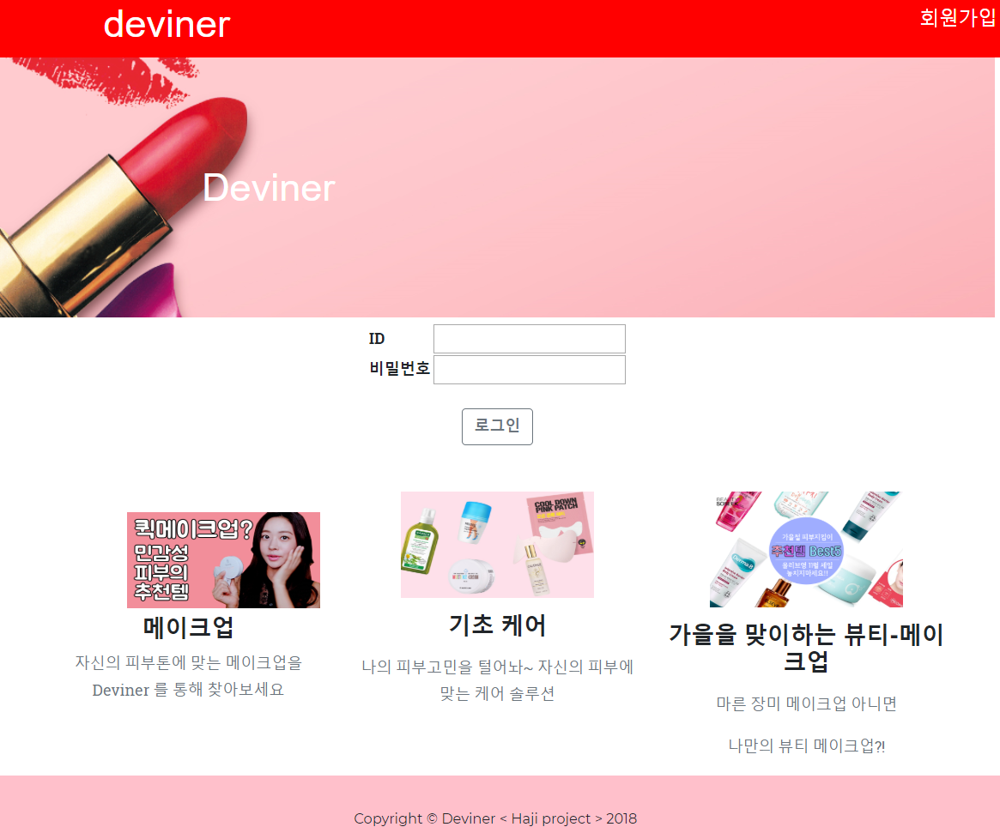 deviner
회원가입
Deviner
ID
비밀번호
로그인
퀵메이크업?
민감성
피부의
추천템
COOL DOWN
PINK PATCH
가을철 피부지킴이
추천템 Best5
올리브영 11월 세일
놓치지마세요!!
Derma:B
메이크업
자신의 피부톤에 맞는 메이크업을
Deviner 를 통해 찾아보세요
기초 케어
나의 피부고민을 털어놔~ 자신의 피부에
맞는 케어 솔루션
가을을 맞이하는 뷰티-메이
크업
마른 장미 메이크업 아니면
나만의 뷰티 메이크업?!
Copyright © Deviner < Haji project > 2018